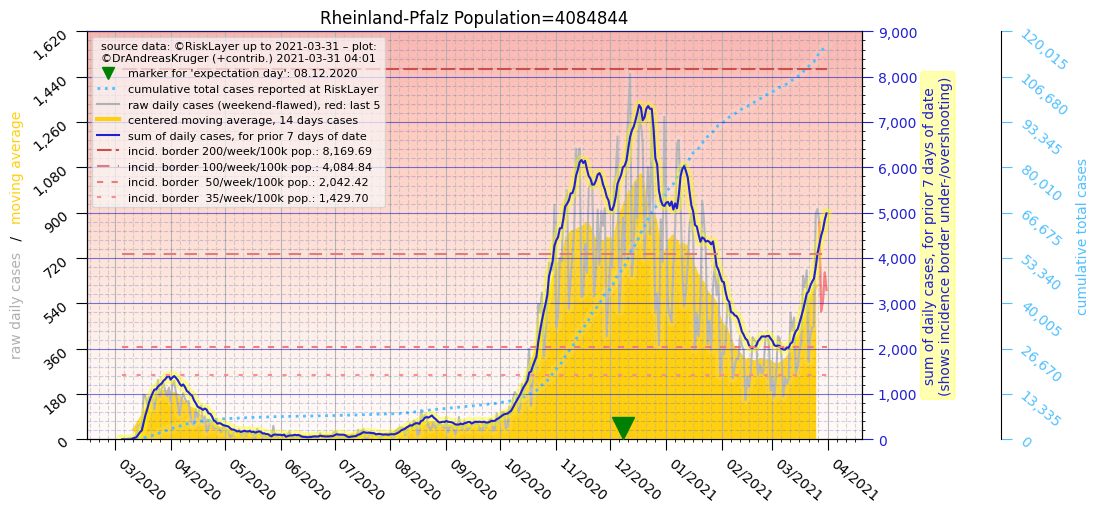 Rheinland-Pfalz Population=4084844
source data: ©RiskLayer up to 2021-03-31 – plot:
©DrAndreasKruger (+contrib.) 2021-03-31 04:01
marker for 'expectation day': 08.12.2020
cumulative total cases reported at RiskLayer
raw daily cases (weekend-flawed), red: last 5
centered moving average, 14 days cases
sum of daily cases, for prior 7 days of date
incid. border 200/week/100k pop.: 8,169.69
incid. border 100/week/100k pop.: 4,084.84
incid. border  50/week/100k pop.: 2,042.42
incid. border  35/week/100k pop.: 1,429.70
raw daily cases / moving average
1,620
1,440
1,260
1,080
900
720
540
360
180
0
03/2020
04/2020
05/2020
06/2020
07/2020
08/2020
09/2020
10/2020
11/2020
12/2020
01/2021
02/2021
03/2021
04/2021
9,000
8,000
7,000
6,000
5,000
4,000
3,000
2,000
1,000
0
sum of daily cases, for prior 7 days of date
(shows incidence border under-/overshooting)
120,015
106,680
93,345
80,010
66,675
53,340
40,005
26,670
13,335
0
cumulative total cases